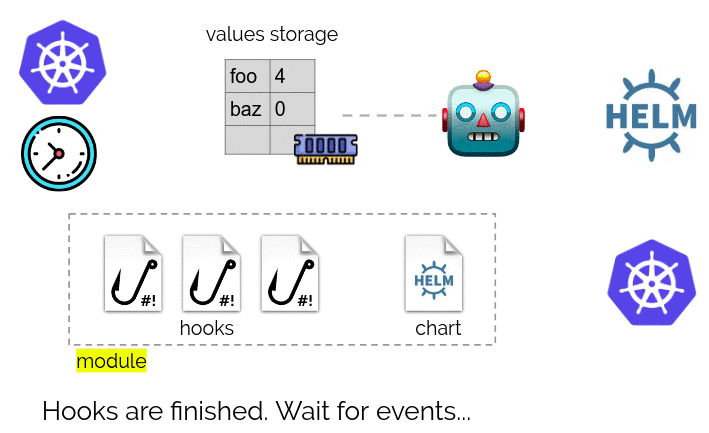 values storage
foo 4
baz 0
HELM
#! #! #!
HELM
hooks
chart
module
Hooks are finished. Wait for events...